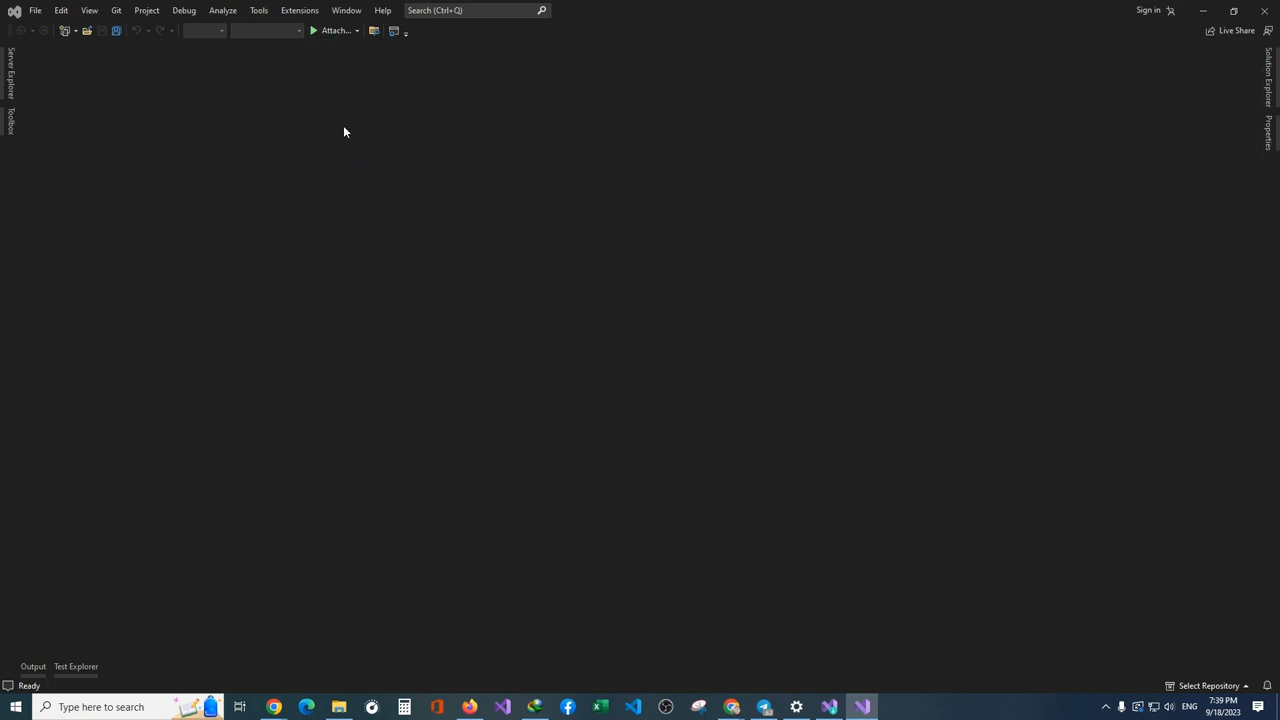 File Edit View Git Project Debug Analyze Tools Extensions Window Help Search (Ctrl+Q) Sign in
Attach... Live Share
Server Explorer
Toolbox
Solution Explorer
Properties
Output Test Explorer
Ready Select Repository
Type here to search ENG 7:39 PM
9/18/2023